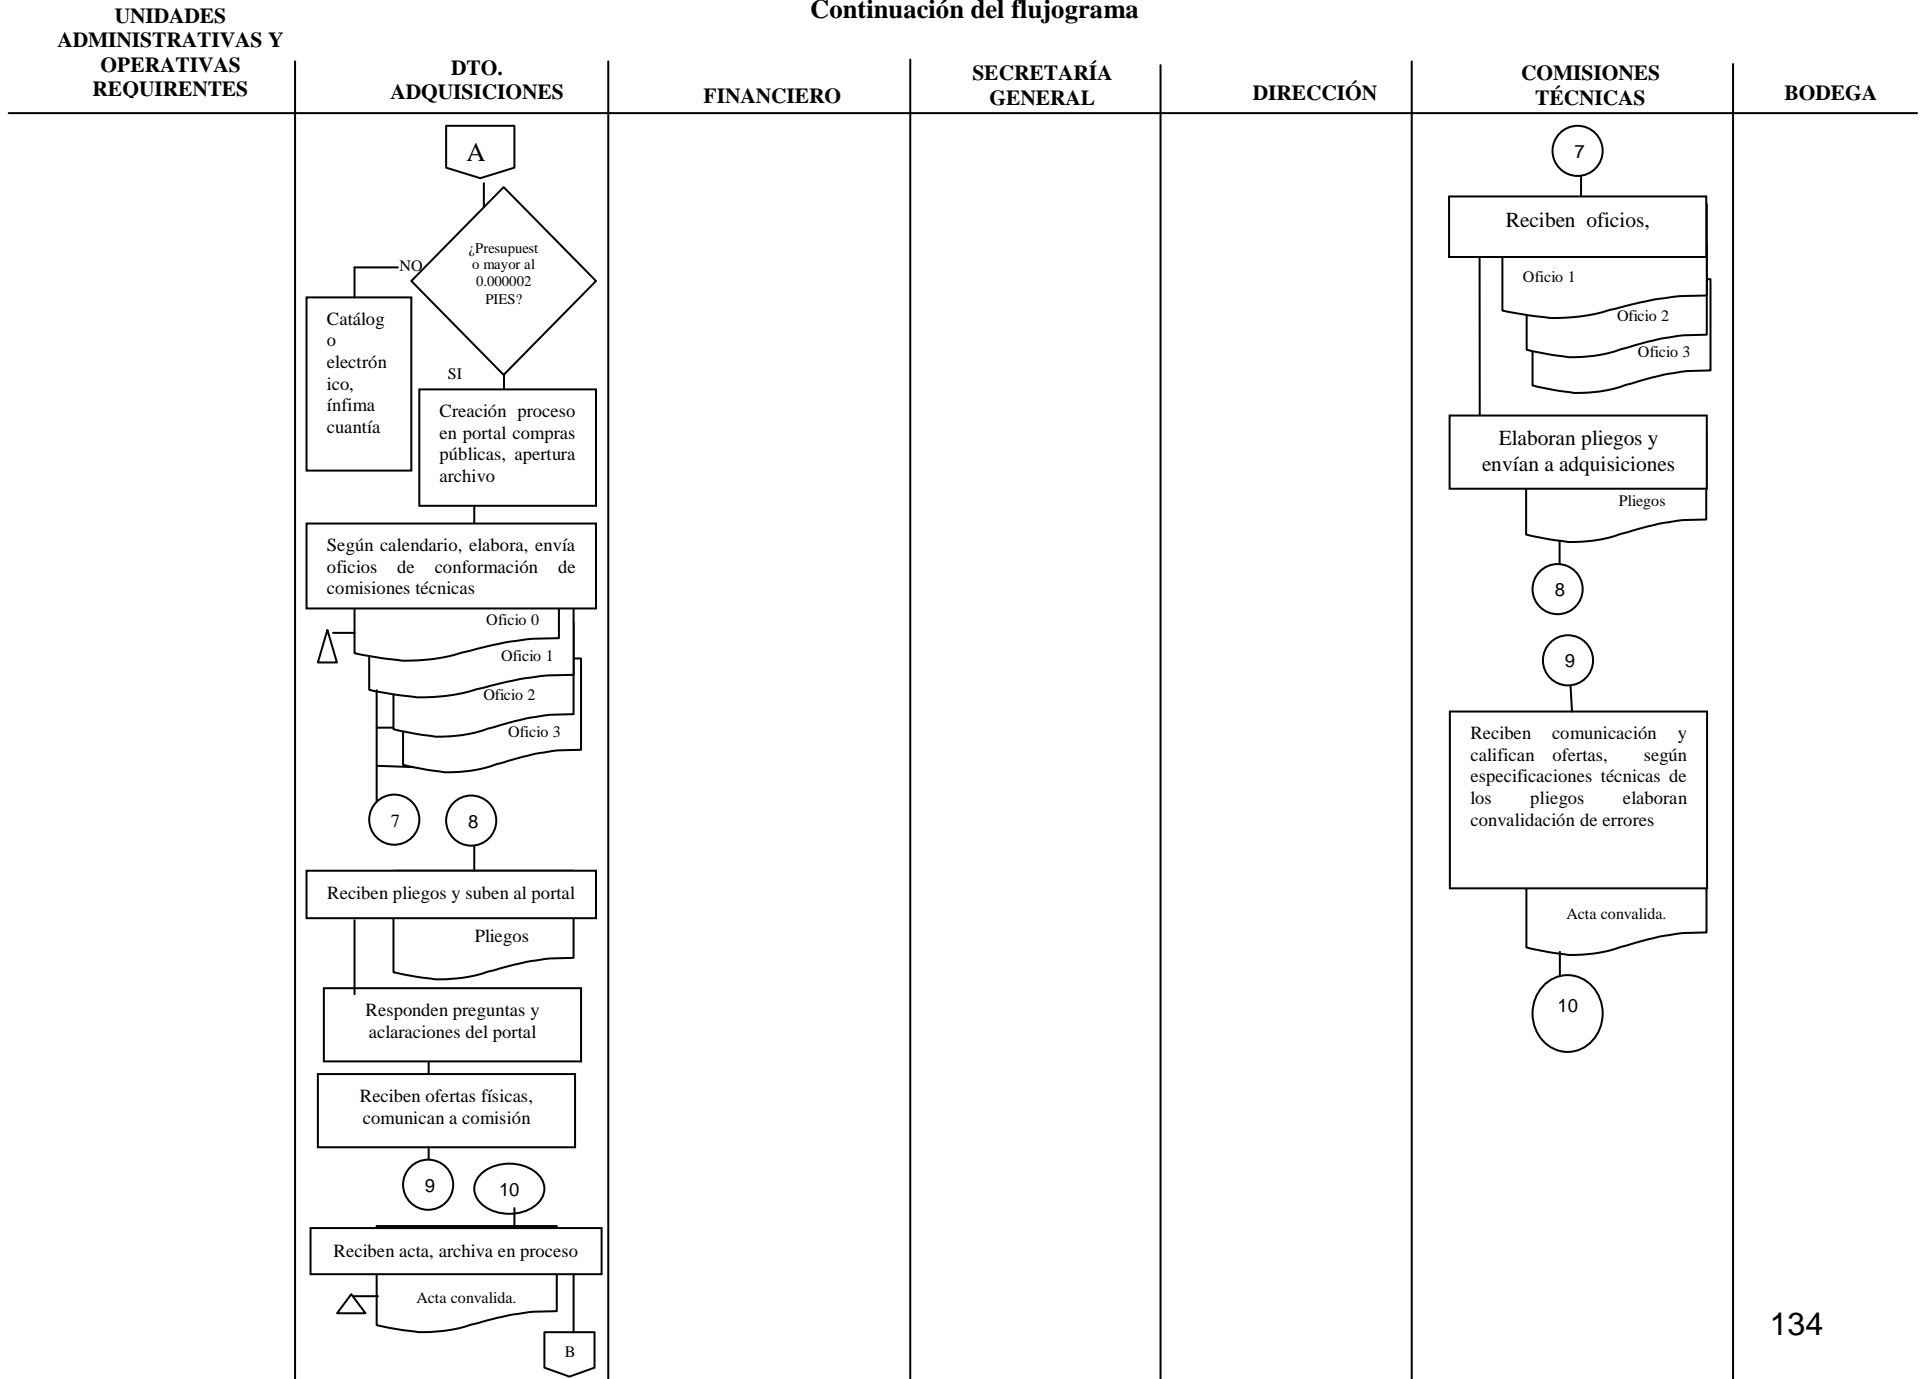 Continuación del flujograma
UNIDADES
ADMINISTRATIVAS Y
OPERATIVAS
REQUIRENTES
DTO.
ADQUISICIONES
FINANCIERO
SECRETARÍA
GENERAL
DIRECCIÓN
COMISIONES
TÉCNICAS
BODEGA
A
¿Presupuest
o mayor al
0.000002
PIES?
NO
Catálog
o
electrón
ico,
ínfima
cuantía
SI
Creación proceso
en portal compras
públicas, apertura
archivo
Según calendario, elabora, envía
oficios de conformación de
comisiones técnicas
Oficio 0
Oficio 1
Oficio 2
Oficio 3
7
8
Reciben pliegos y suben al portal
Pliegos
Responden preguntas y
aclaraciones del portal
Reciben ofertas físicas,
comunican a comisión
9
10
Reciben acta, archiva en proceso
Acta convalida.
B
7
Reciben oficios,
Oficio 1
Oficio 2
Oficio 3
Elaboran pliegos y
envían a adquisiciones
Pliegos
8
9
Reciben comunicación y
califican ofertas, según
especificaciones técnicas de
los pliegos elaboran
convalidación de errores
Acta convalida.
10
134